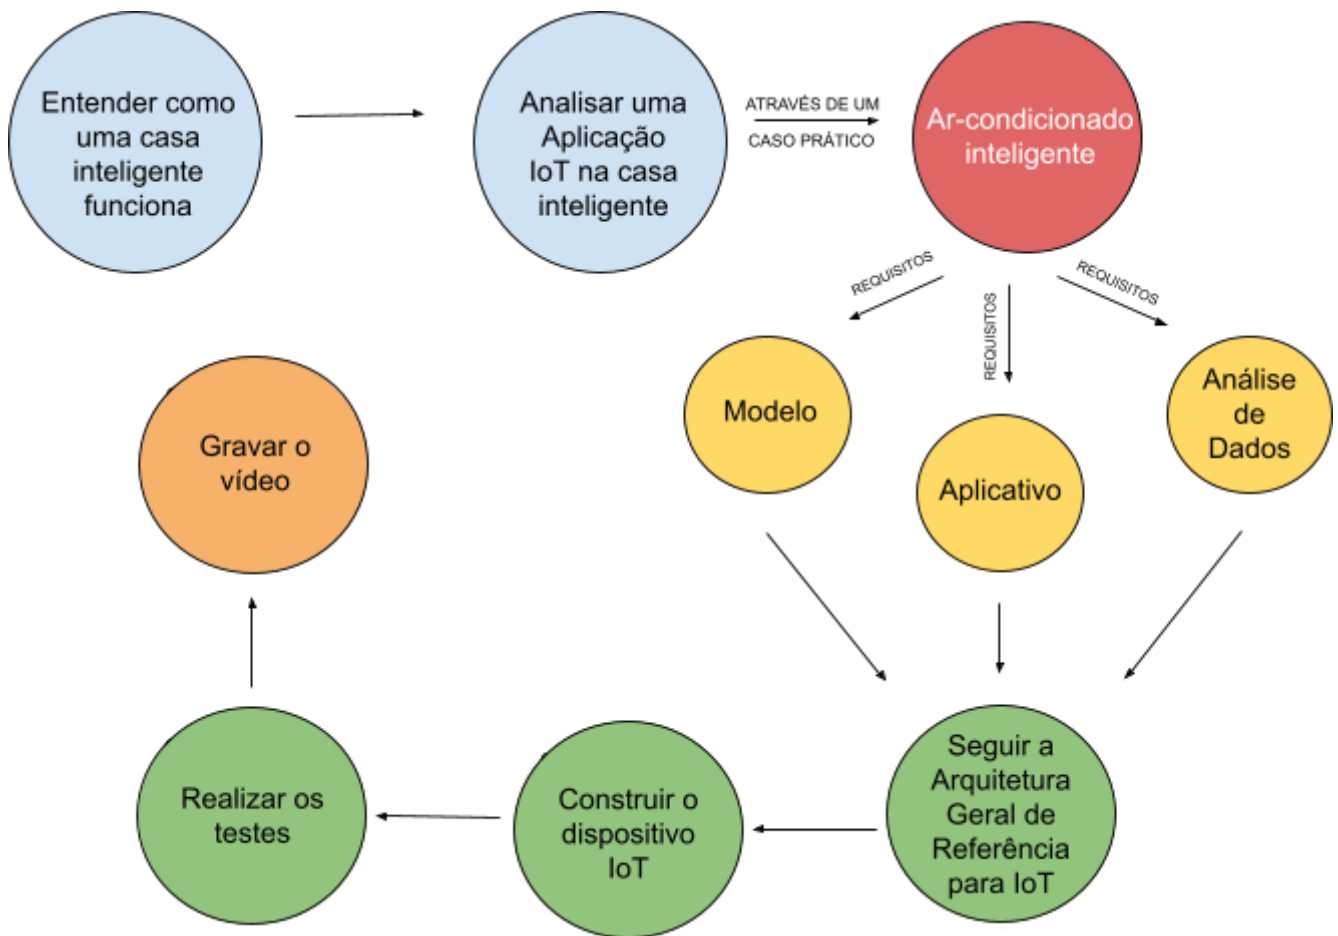 Entender como
uma casa
inteligente
funciona
Analisar uma
Aplicação
IoT na casa
inteligente
ATRAVÉS DE UM
CASO PRÁTICO
Ar-condicionado
inteligente
REQUISITOS
REQUISITOS
REQUISITOS
Modelo
Aplicativo
Análise
de
Dados
Seguir a
Arquitetura
Geral de
Referência
para IoT
Construir o
dispositivo
IoT
Realizar os
testes
Gravar o
vídeo